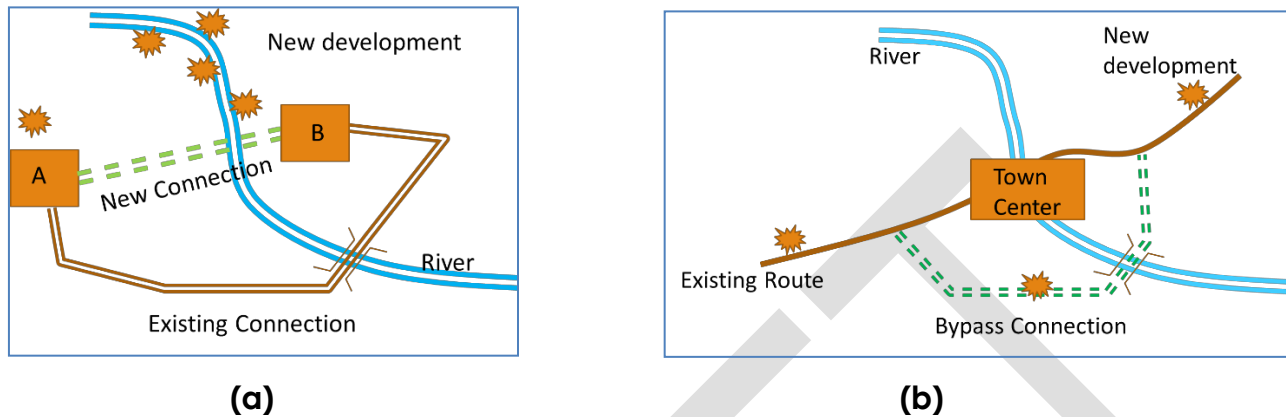 New development
A
B
New Connection
River
Existing Connection
(a)
River
New
development
Town
Center
Existing Route
Bypass Connection
(b)